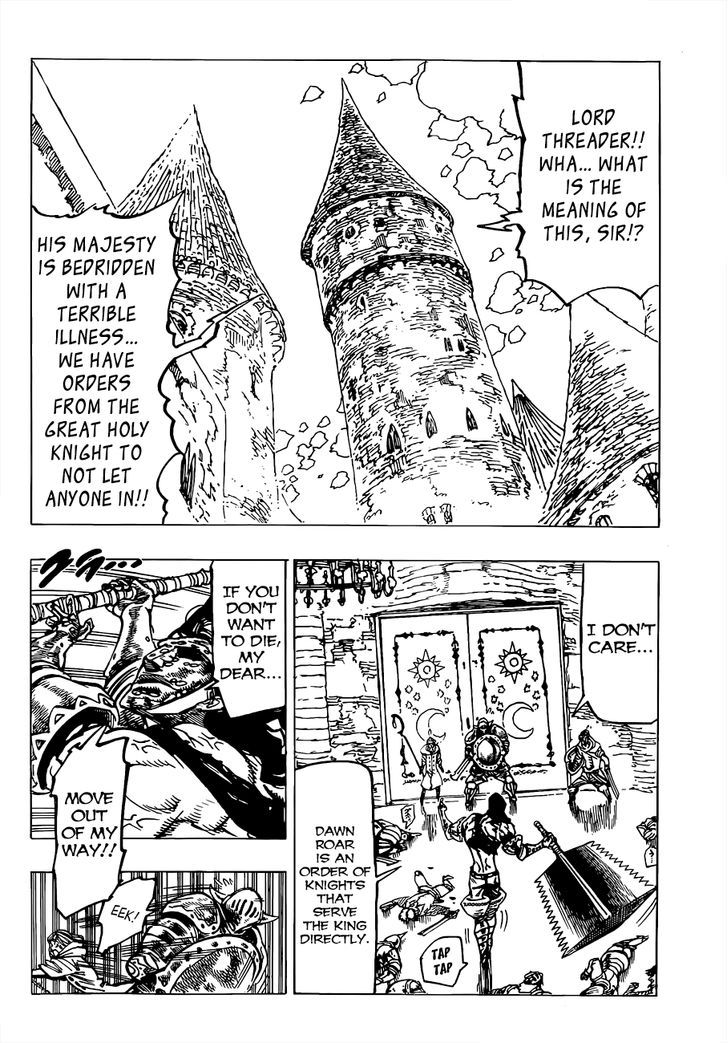 LORD
THREADER!!
WHA... WHAT
IS THE
MEANING OF
THIS, SIR!?
HIS MAJESTY
IS BEDRIDDEN
WITH A
TERRIBLE
ILLNESS...
WE HAVE
ORDERS
FROM THE
GREAT HOLY
KNIGHT TO
NOT LET
ANYONE IN!!
I DON'T
CARE...
DAWN
ROAR
IS AN
ORDER OF
KNIGHTS
THAT
SERVE
THE KING
DIRECTLY.
TAP
TAP
IF YOU
DON'T
WANT
TO DIE,
MY
DEAR...
MOVE
OUT
OF MY
WAY!!
EEK!